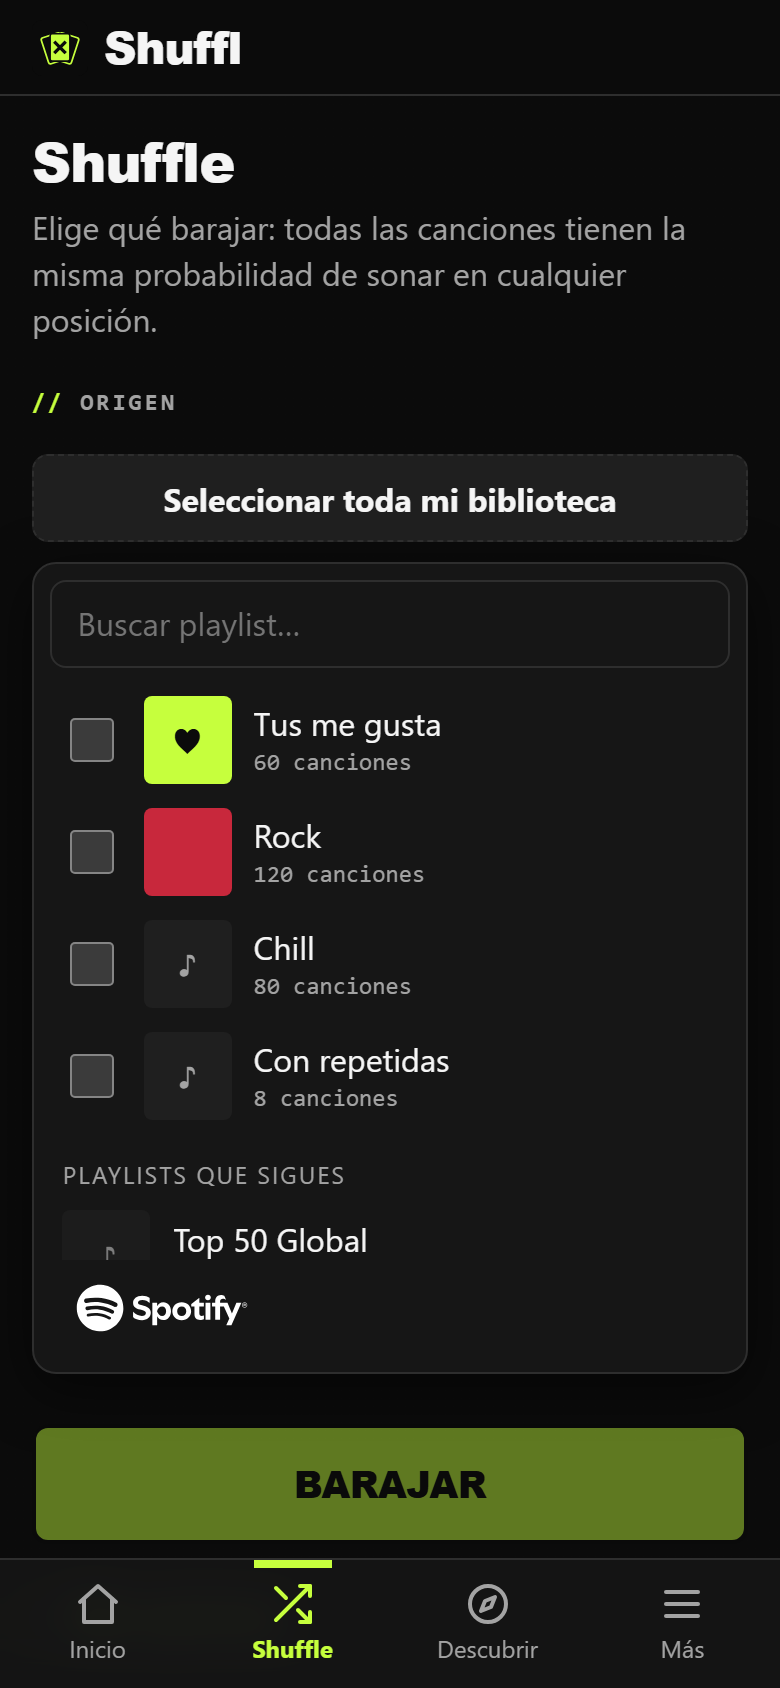 Shuffl
Shuffle
Elige qué barajar: todas las canciones tienen la
misma probabilidad de sonar en cualquier
posición.
// ORIGEN
Seleccionar toda mi biblioteca
Buscar playlist...
Tus me gusta
60 canciones
Rock
120 canciones
Chill
80 canciones
Con repetidas
8 canciones
PLAYLISTS QUE SIGUES
Top 50 Global
Spotify®
BARAJAR
Inicio
Shuffle
Descubrir
Más